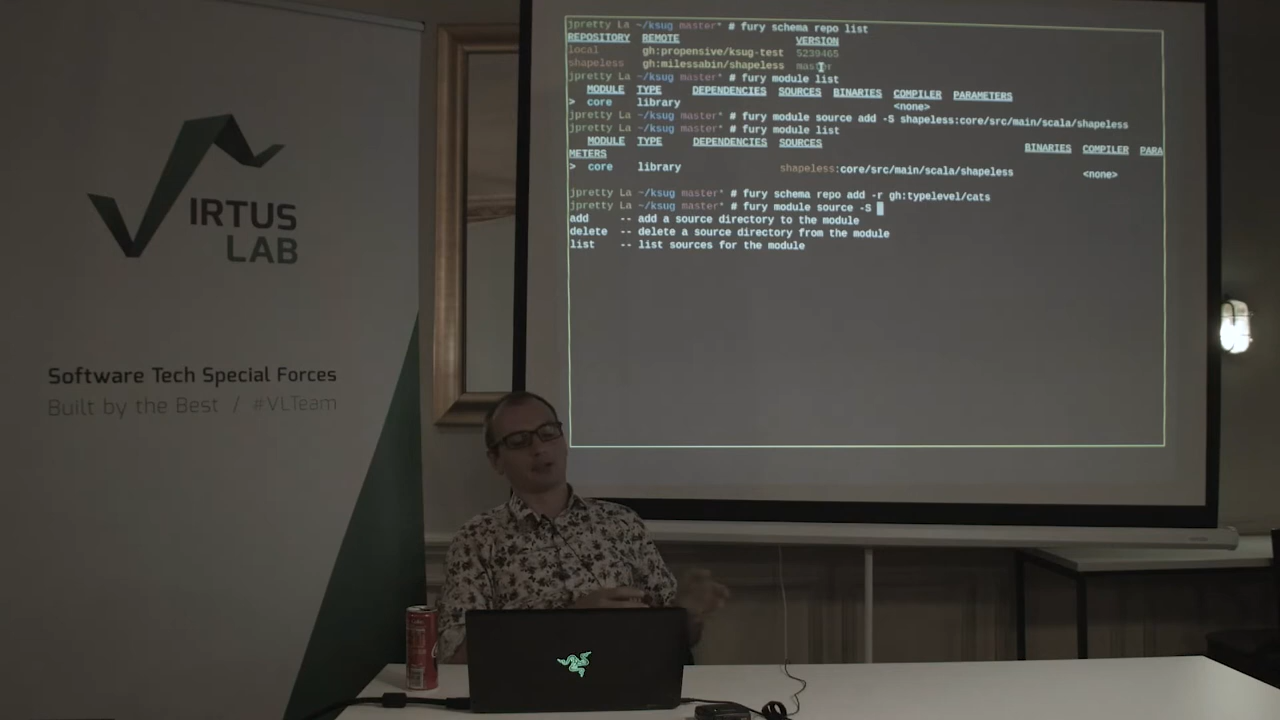 IRTUS
LAB
Software Tech Special Forces
Built by the Best / #VLTeam
jpretty La ~/ksug master* # fury schema repo list
REPOSITORY REMOTE VERSION
local gh:propensive/ksug-test 5239465
shapeless gh:milessabin/shapeless master
jpretty La ~/ksug master* # fury module list
MODULE TYPE DEPENDENCIES SOURCES BINARIES COMPILER PARAMETERS
> core library <none>
jpretty La ~/ksug master* # fury module source add -S shapeless:core/src/main/scala/shapeless
jpretty La ~/ksug master* # fury module list
MODULE TYPE DEPENDENCIES SOURCES BINARIES COMPILER PARA
METERS
> core library shapeless:core/src/main/scala/shapeless <none>
jpretty La ~/ksug master* # fury schema repo add -r gh:typelevel/cats
jpretty La ~/ksug master* # fury module source -S
add -- add a source directory to the module
delete -- delete a source directory from the module
list -- list sources for the module